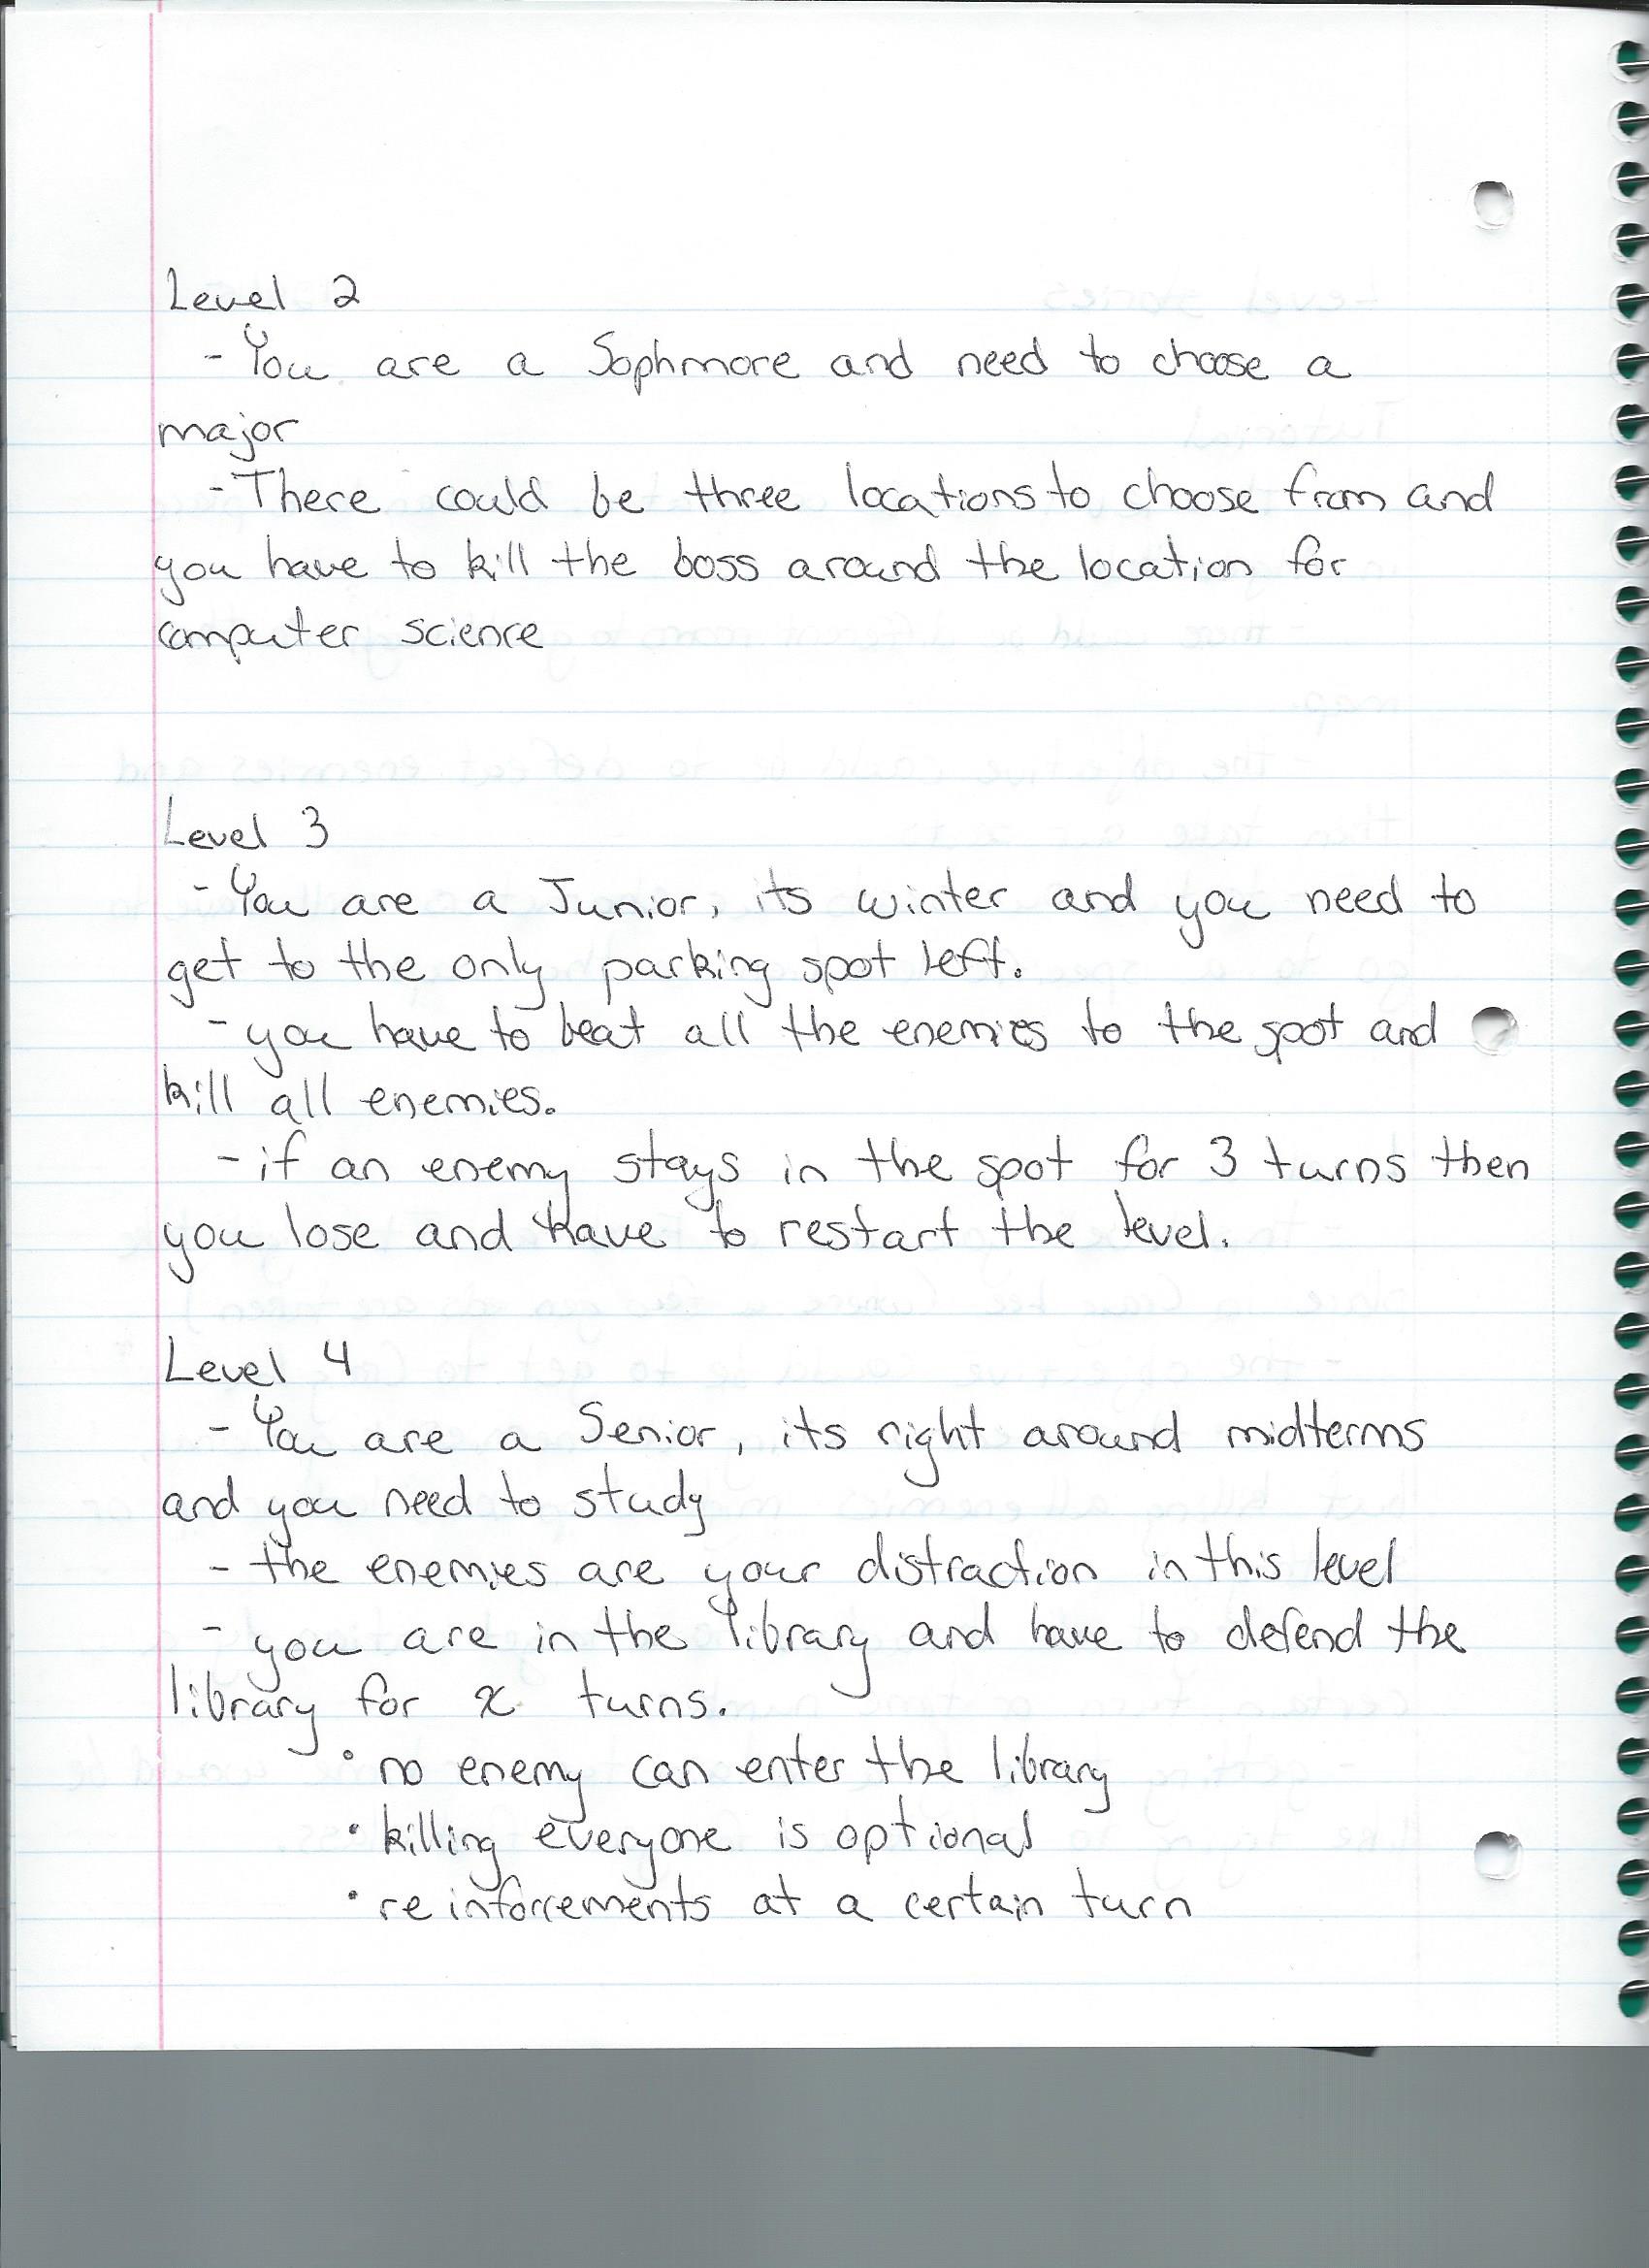 Level 2
- You are a Sophmore and need to choose a
major
- There could be three locations to choose from and
you have to kill the boss around the location for
computer science
Level 3
- You are a Junior, its winter and you need to
get to the only parking spot left.
- you have to beat all the enemies to the spot and
kill all enemies.
- if an enemy stays in the spot for 3 turns then
you lose and have to restart the level.
Level 4
- You are a Senior, its right around midterms
and you need to study
- the enemies are your distraction in this level
- you are in the library and have to defend the
library for x turns.
• no enemy can enter the library
• killing everyone is optional
• reinforcements at a certain turn